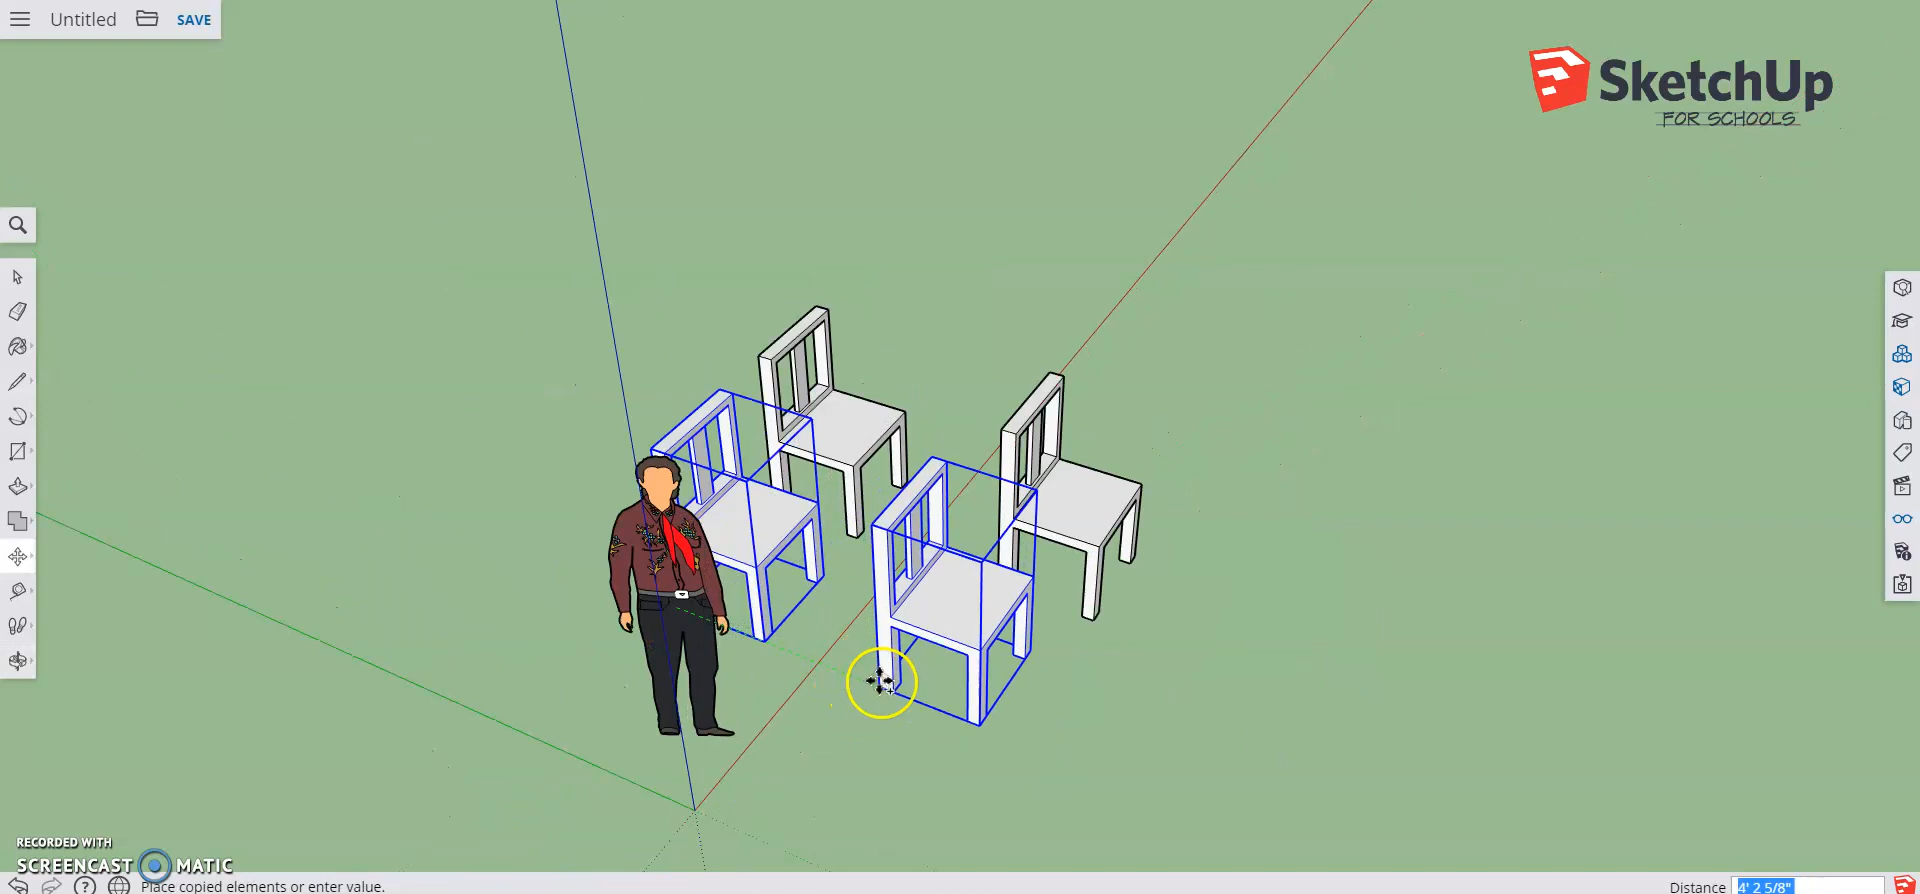 Untitled
SAVE
SketchUp
FOR SCHOOLS
RECORDED WITH
SCREENCAST MATIC
Place copied elements or enter value.
Distance 4' 2 5/8"